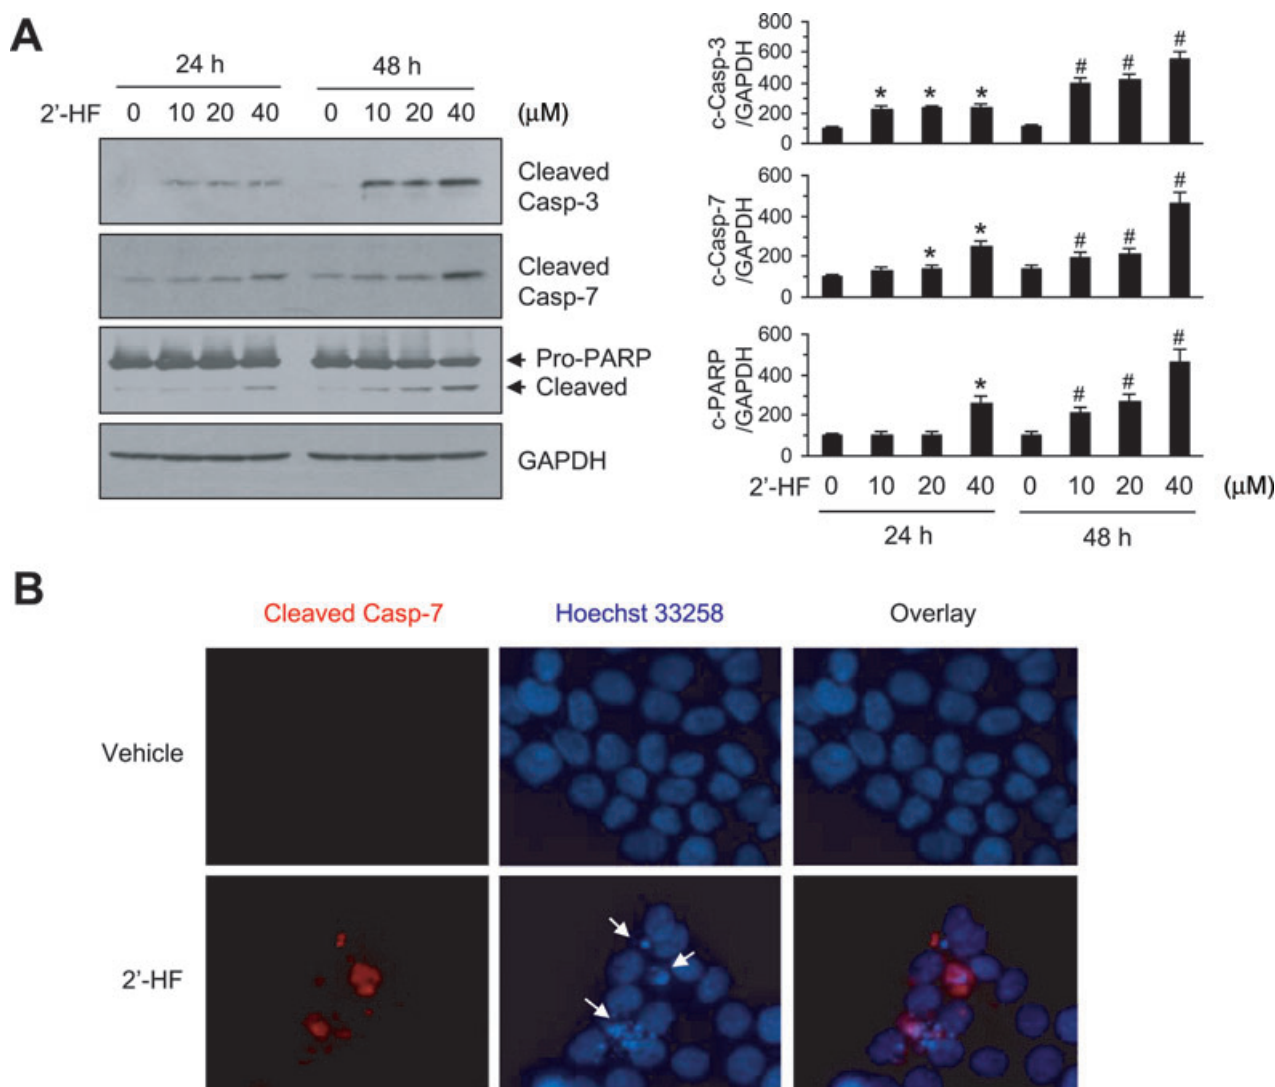 A
24 h 48 h
2'-HF 0 10 20 40 0 10 20 40 (μM)
Cleaved
Casp-3
Cleaved
Casp-7
Pro-PARP
Cleaved
GAPDH
c-Casp-3
/GAPDH
800
600
400
200
0
* * * # # #
c-Casp-7
/GAPDH
600
400
200
0
* * # # #
c-PARP
/GAPDH
600
400
200
0
* # # #
2'-HF 0 10 20 40 0 10 20 40 (μM)
24 h 48 h
B
Cleaved Casp-7 Hoechst 33258 Overlay
Vehicle
2'-HF